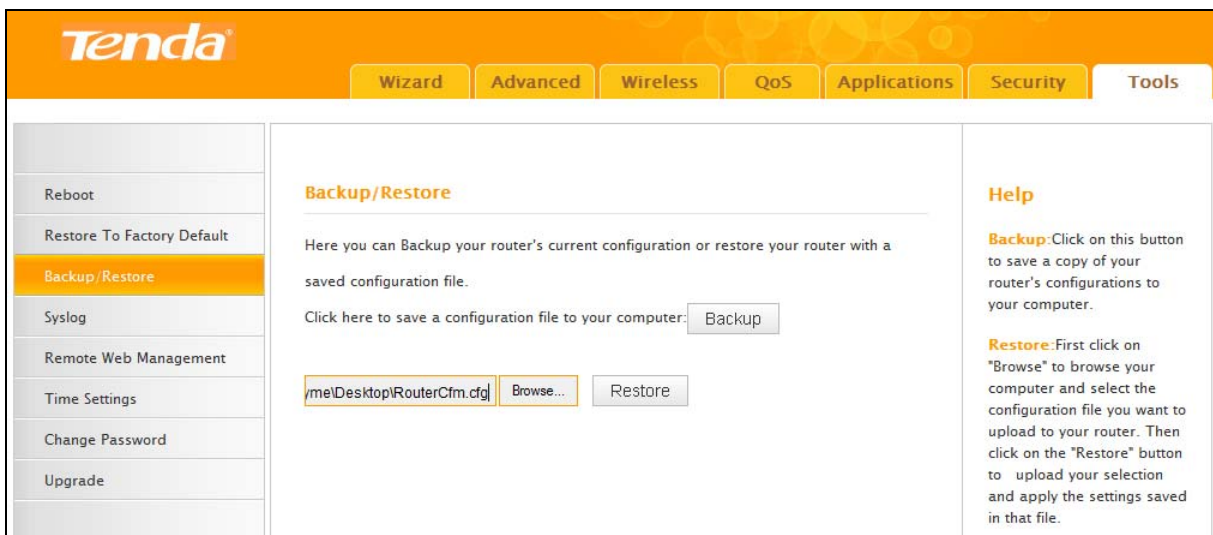 Tenda®
Wizard
Advanced
Wireless
QoS
Applications
Security
Tools
Reboot
Restore To Factory Default
Backup/Restore
Syslog
Remote Web Management
Time Settings
Change Password
Upgrade
Backup/Restore
Here you can Backup your router's current configuration or restore your router with a
saved configuration file.
Click here to save a configuration file to your computer: Backup
yme\Desktop\RouterCfm.cfg Browse... Restore
Help
Backup:Click on this button
to save a copy of your
router's configurations to
your computer.
Restore:First click on
"Browse" to browse your
computer and select the
configuration file you want to
upload to your router. Then
click on the "Restore" button
to upload your selection
and apply the settings saved
in that file.